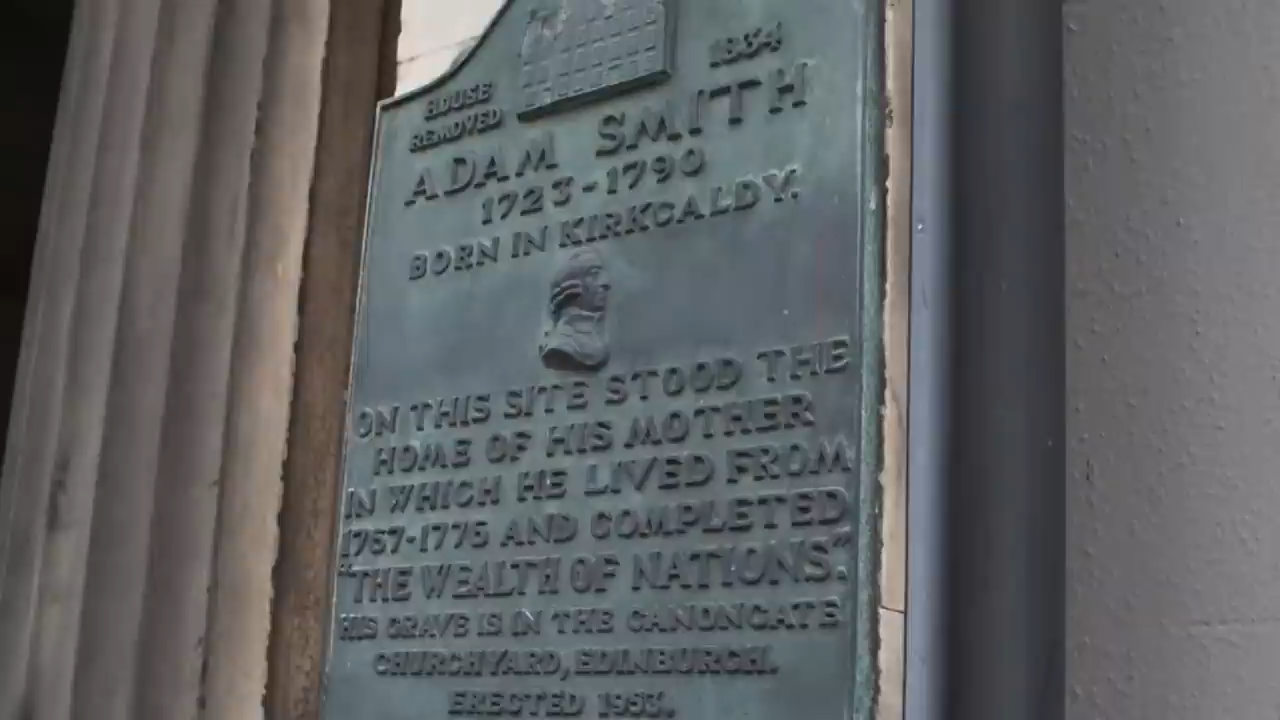 HOUSE REMOVED 1834
ADAM SMITH
1723-1790
BORN IN KIRKCALDY.
ON THIS SITE STOOD THE
HOME OF HIS MOTHER
IN WHICH HE LIVED FROM
1767-1776 AND COMPLETED
"THE WEALTH OF NATIONS."
HIS GRAVE IS IN THE CANONGATE
CHURCHYARD, EDINBURGH.
ERECTED 1953.